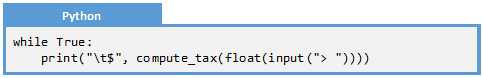 Python
while True:
    print("\t$", compute_tax(float(input("> "))))